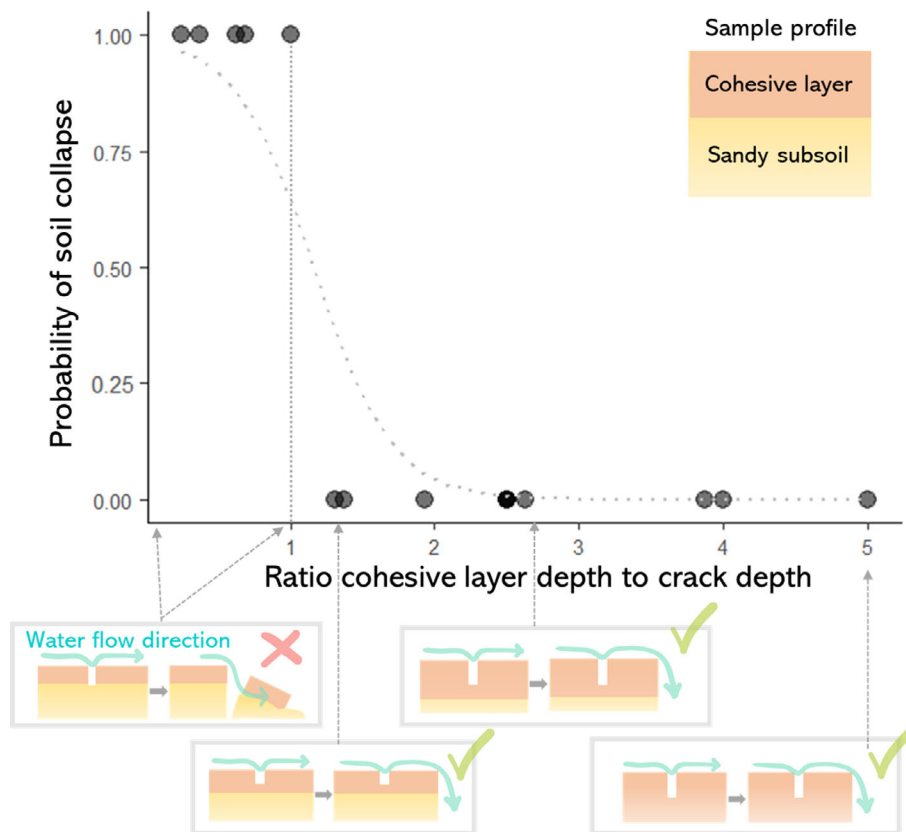 Probability of soil collapse
1.00
0.75
0.50
0.25
0.00
Sample profile
Cohesive layer
Sandy subsoil
1
2
3
4
5
Ratio cohesive layer depth to crack depth
Water flow direction